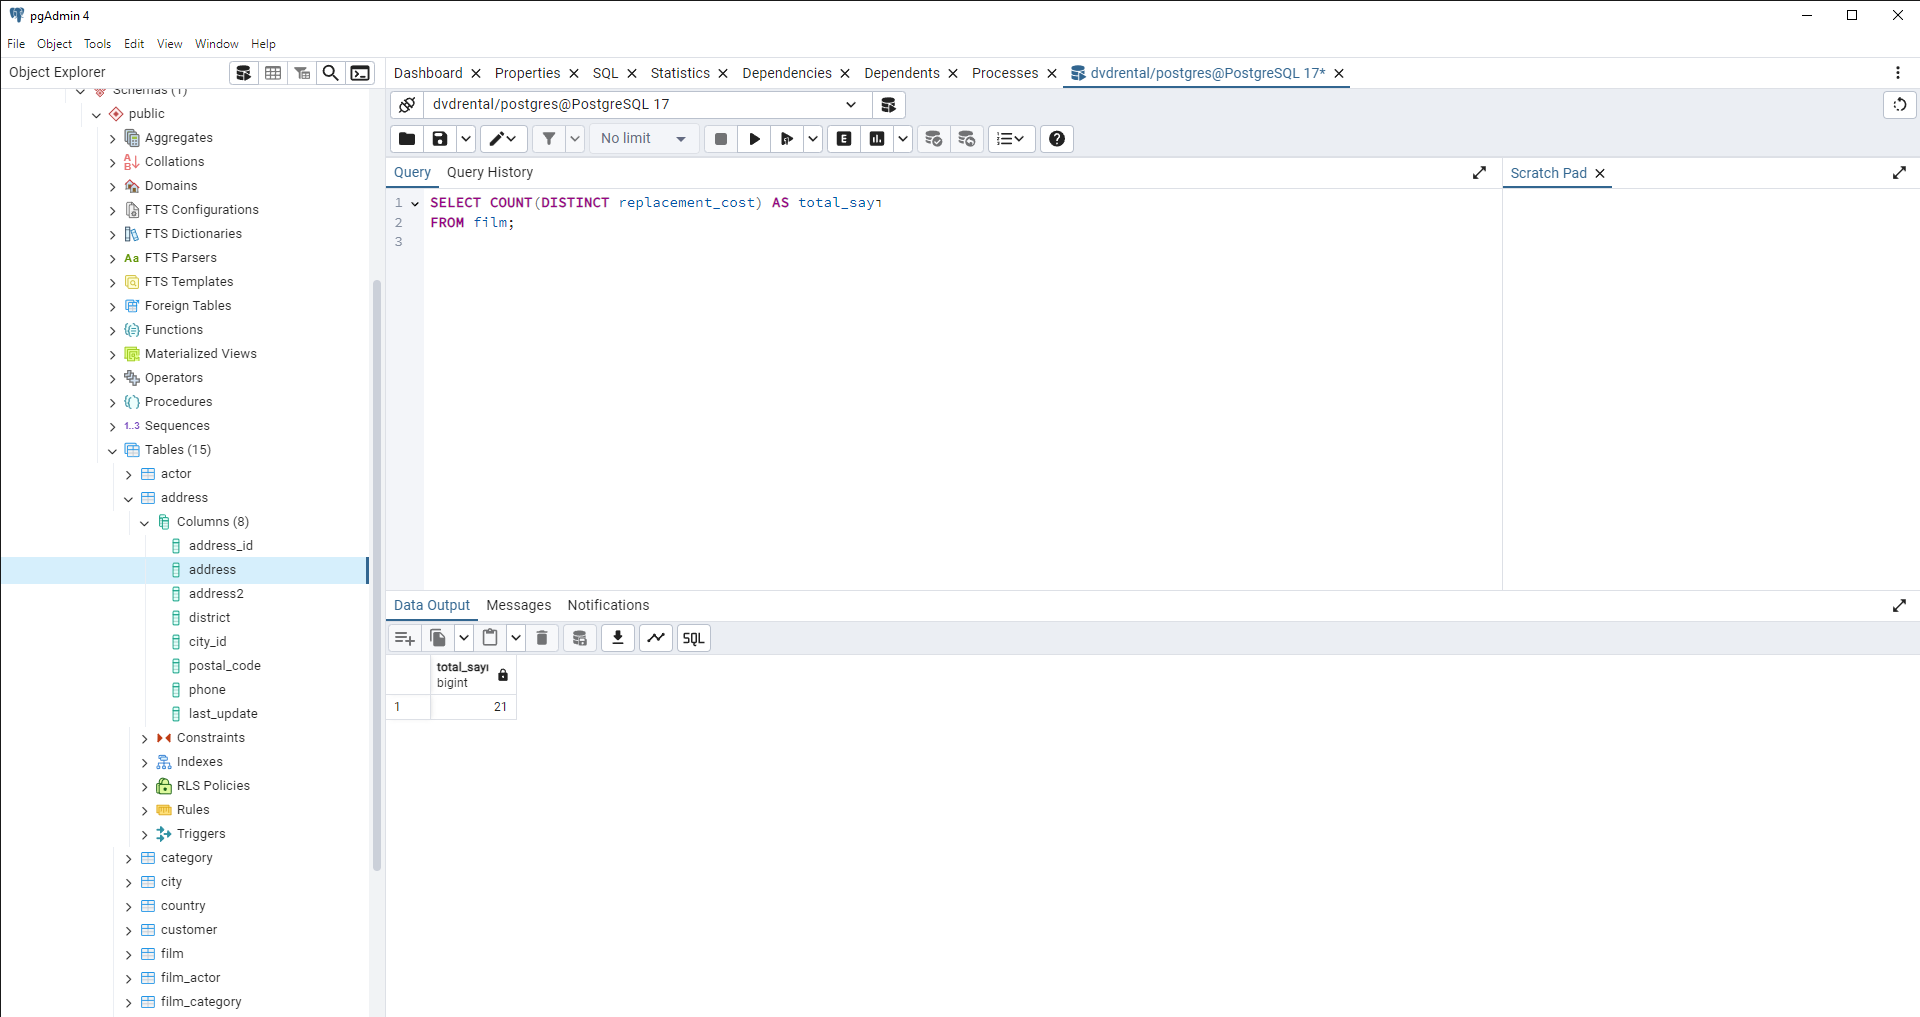 pgAdmin 4
File Object Tools Edit View Window Help
Object Explorer
Schemas (1)
public
Aggregates
Collations
Domains
FTS Configurations
FTS Dictionaries
Aa FTS Parsers
FTS Templates
Foreign Tables
Functions
Materialized Views
Operators
Procedures
1..3 Sequences
Tables (15)
actor
address
Columns (8)
address_id
address
address2
district
city_id
postal_code
phone
last_update
Constraints
Indexes
RLS Policies
Rules
Triggers
category
city
country
customer
film
film_actor
film_category
Dashboard Properties SQL Statistics Dependencies Dependents Processes dvdrental/postgres@PostgreSQL 17*
dvdrental/postgres@PostgreSQL 17
No limit E
Query Query History
Scratch Pad
1 SELECT COUNT(DISTINCT replacement_cost) AS total_sayı
2 FROM film;
3
Data Output Messages Notifications
SQL
total_sayı
bigint
1 21